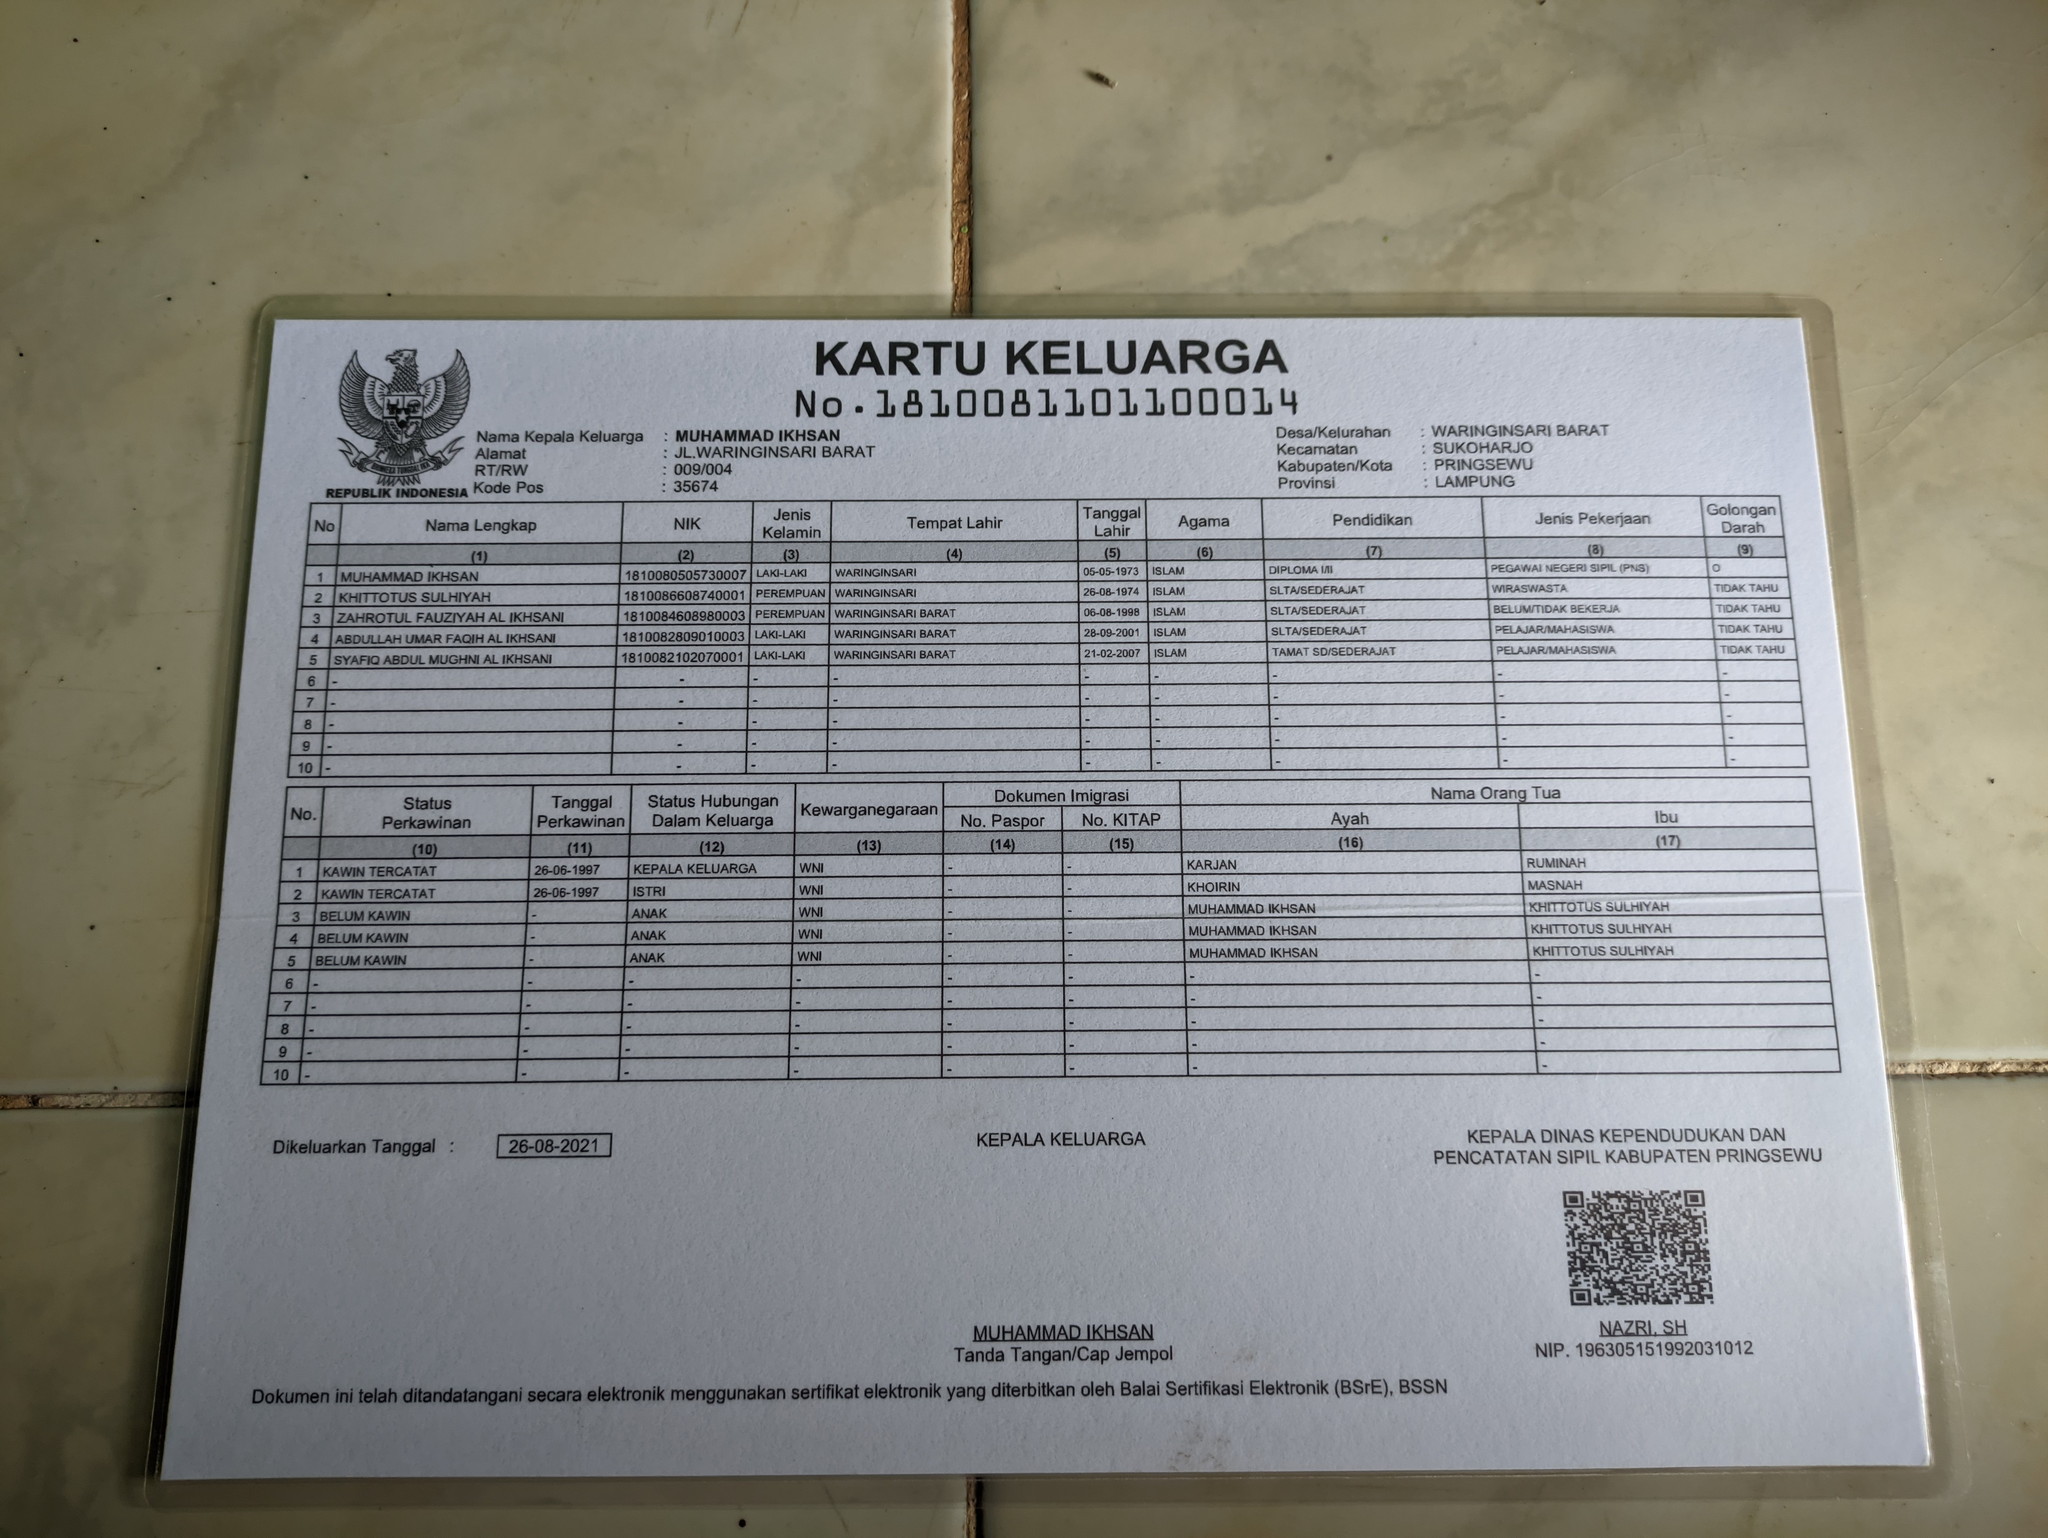 KARTU KELUARGA
No.1810081101100014
REPUBLIK INDONESIA
Nama Kepala Keluarga : MUHAMMAD IKHSAN
Alamat : JL.WARINGINSARI BARAT
RT/RW : 009/004
Kode Pos : 35674
Desa/Kelurahan : WARINGINSARI BARAT
Kecamatan : SUKOHARJO
Kabupaten/Kota : PRINGSEWU
Provinsi : LAMPUNG
No Nama Lengkap NIK Jenis Kelamin Tempat Lahir Tanggal Lahir Agama Pendidikan Jenis Pekerjaan Golongan Darah
(1) (2) (3) (4) (5) (6) (7) (8) (9)
1 MUHAMMAD IKHSAN 1810080505730007 LAKI-LAKI WARINGINSARI 05-05-1973 ISLAM DIPLOMA I/II PEGAWAI NEGERI SIPIL (PNS) O
2 KHITTOTUS SULHIYAH 1810086608740001 PEREMPUAN WARINGINSARI 26-08-1974 ISLAM SLTA/SEDERAJAT WIRASWASTA TIDAK TAHU
3 ZAHROTUL FAUZIYAH AL IKHSANI 1810084608980003 PEREMPUAN WARINGINSARI BARAT 06-08-1998 ISLAM SLTA/SEDERAJAT BELUM/TIDAK BEKERJA TIDAK TAHU
4 ABDULLAH UMAR FAQIH AL IKHSANI 1810082809010003 LAKI-LAKI WARINGINSARI BARAT 28-09-2001 ISLAM SLTA/SEDERAJAT PELAJAR/MAHASISWA TIDAK TAHU
5 SYAFIQ ABDUL MUGHNI AL IKHSANI 1810082102070001 LAKI-LAKI WARINGINSARI BARAT 21-02-2007 ISLAM TAMAT SD/SEDERAJAT PELAJAR/MAHASISWA TIDAK TAHU
6 - - - - - - - - -
7 - - - - - - - - -
8 - - - - - - - - -
9 - - - - - - - - -
10 - - - - - - - - -
No. Status Perkawinan Tanggal Perkawinan Status Hubungan Dalam Keluarga Kewarganegaraan Dokumen Imigrasi Nama Orang Tua
No. Paspor No. KITAP Ayah Ibu
(10) (11) (12) (13) (14) (15) (16) (17)
1 KAWIN TERCATAT 26-06-1997 KEPALA KELUARGA WNI - - KARJAN RUMINAH
2 KAWIN TERCATAT 26-06-1997 ISTRI WNI - - KHOIRIN MASNAH
3 BELUM KAWIN - ANAK WNI - - MUHAMMAD IKHSAN KHITTOTUS SULHIYAH
4 BELUM KAWIN - ANAK WNI - - MUHAMMAD IKHSAN KHITTOTUS SULHIYAH
5 BELUM KAWIN - ANAK WNI - - MUHAMMAD IKHSAN KHITTOTUS SULHIYAH
6 - - - - - - - -
7 - - - - - - - -
8 - - - - - - - -
9 - - - - - - - -
10 - - - - - - - -
Dikeluarkan Tanggal : 26-08-2021
KEPALA KELUARGA
MUHAMMAD IKHSAN
Tanda Tangan/Cap Jempol
KEPALA DINAS KEPENDUDUKAN DAN
PENCATATAN SIPIL KABUPATEN PRINGSEWU
NAZRI, SH
NIP. 196305151992031012
Dokumen ini telah ditandatangani secara elektronik menggunakan sertifikat elektronik yang diterbitkan oleh Balai Sertifikasi Elektronik (BSrE), BSSN